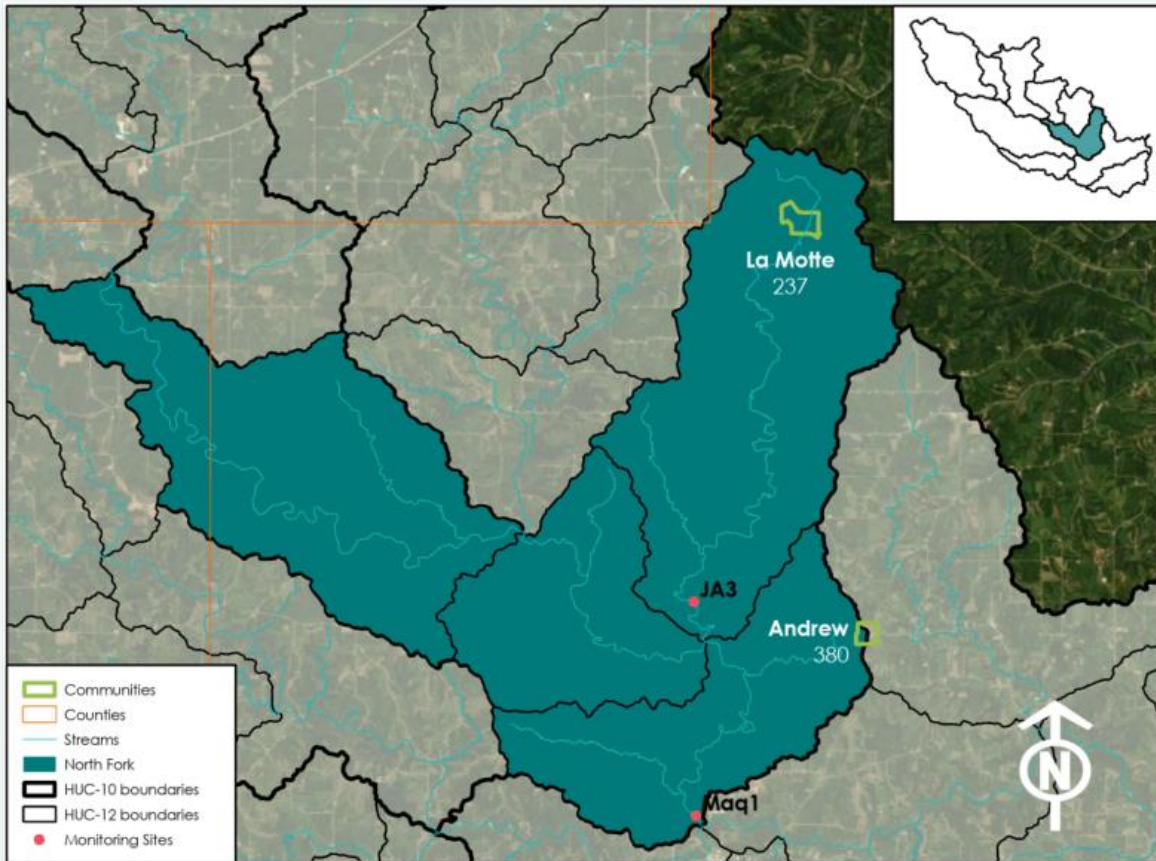 La Motte
237
JA3
Andrew
380
Maq1
Communities
Counties
Streams
North Fork
HUC-10 boundaries
HUC-12 boundaries
Monitoring Sites
N